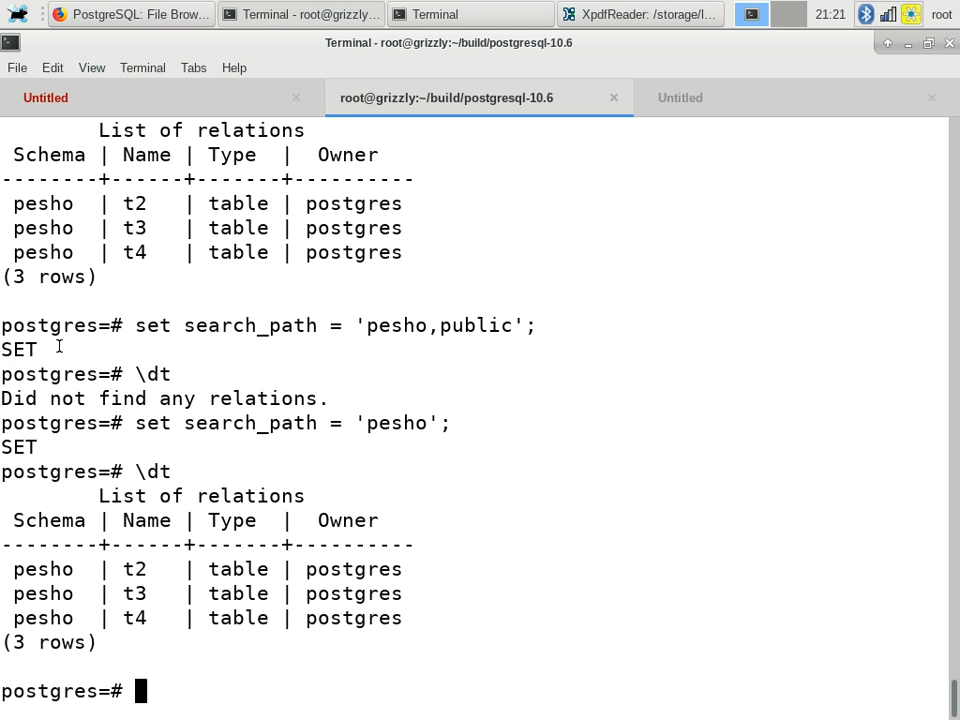 PostgreSQL: File Brow... Terminal - root@grizzly:... Terminal XpdfReader: /storage/l... 21:21 root
Terminal - root@grizzly:~/build/postgresql-10.6
File Edit View Terminal Tabs Help
Untitled root@grizzly:~/build/postgresql-10.6 Untitled
List of relations
Schema | Name | Type | Owner
--------+------+-------+----------
pesho | t2 | table | postgres
pesho | t3 | table | postgres
pesho | t4 | table | postgres
(3 rows)
postgres=# set search_path = 'pesho,public';
SET
postgres=# \dt
Did not find any relations.
postgres=# set search_path = 'pesho';
SET
postgres=# \dt
List of relations
Schema | Name | Type | Owner
--------+------+-------+----------
pesho | t2 | table | postgres
pesho | t3 | table | postgres
pesho | t4 | table | postgres
(3 rows)
postgres=#